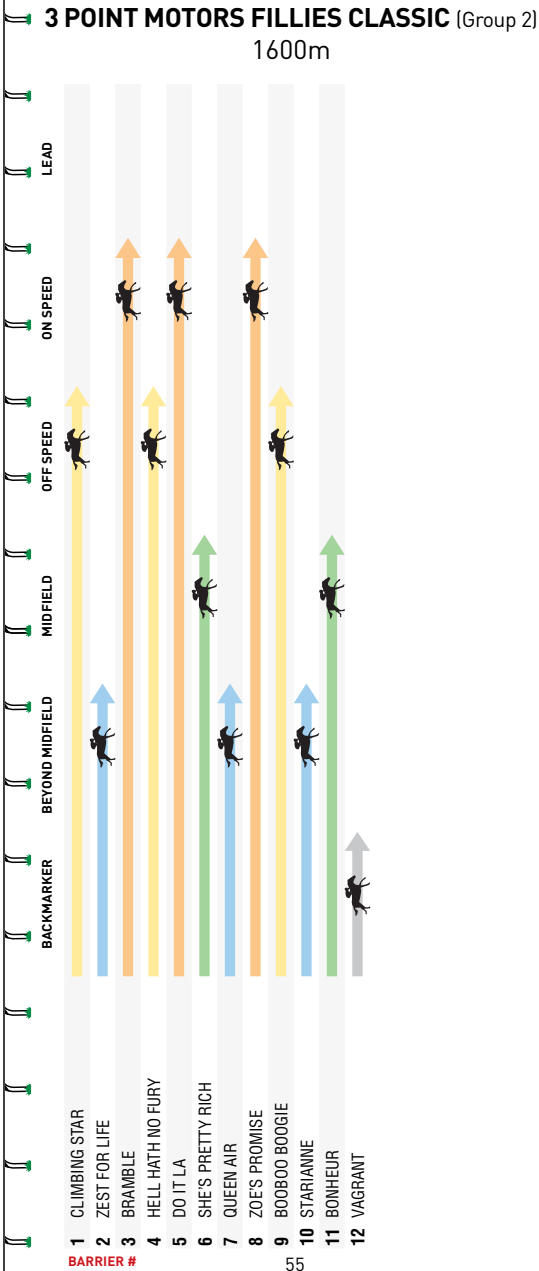 3 POINT MOTORS FILLIES CLASSIC (Group 2)
1600m
LEAD
ON SPEED
OFF SPEED
MIDFIELD
BEYOND MIDFIELD
BACKMARKER
1 CLIMBING STAR
2 ZEST FOR LIFE
3 BRAMBLE
4 HELL HATH NO FURY
5 DO IT LA
6 SHE'S PRETTY RICH
7 QUEEN AIR
8 ZOE'S PROMISE
9 BOOBOO BOOGIE
10 STARIANNE
11 BONHEUR
12 VAGRANT
BARRIER #
55